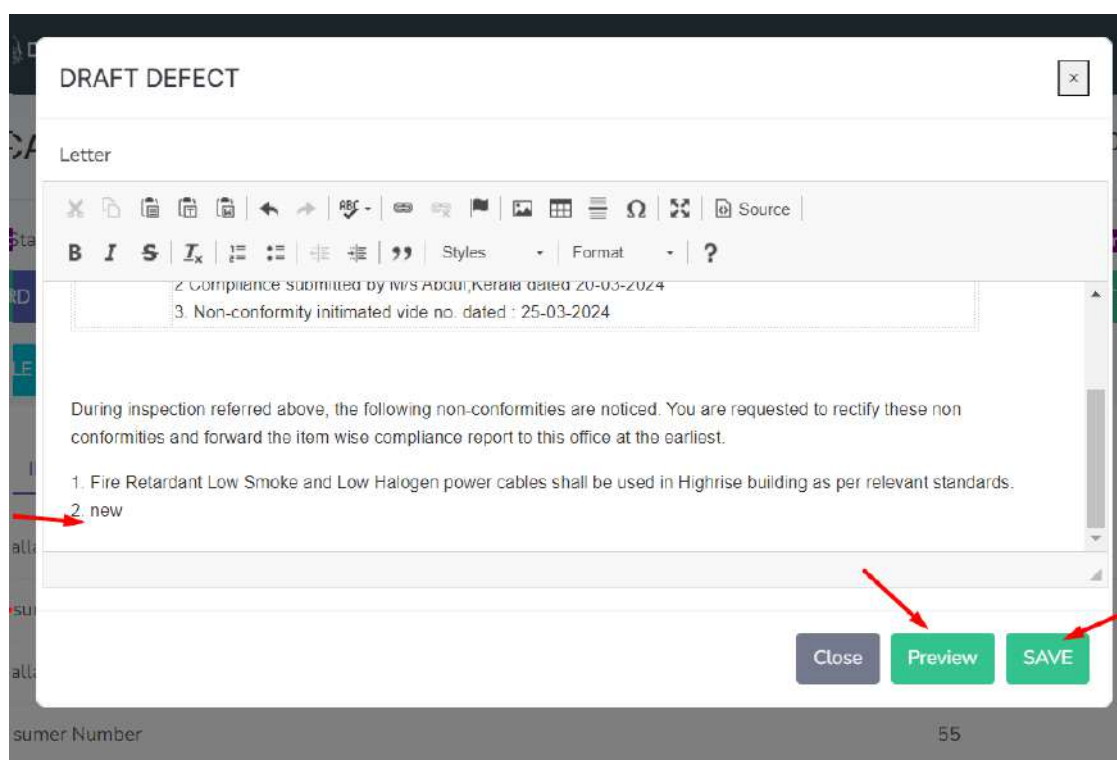 DRAFT DEFECT
x
Letter
ABC
Ω
Source
B I S Ix
Styles
Format
?
2 Compliance submitted by M/s Abdul,Kerala dated 20-03-2024
3. Non-conformity initimated vide no. dated : 25-03-2024
During inspection referred above, the following non-conformities are noticed. You are requested to rectify these non
conformities and forward the item wise compliance report to this office at the earliest.
1. Fire Retardant Low Smoke and Low Halogen power cables shall be used in Highrise building as per relevant standards.
2. new
Close
Preview
SAVE
sumer Number
55